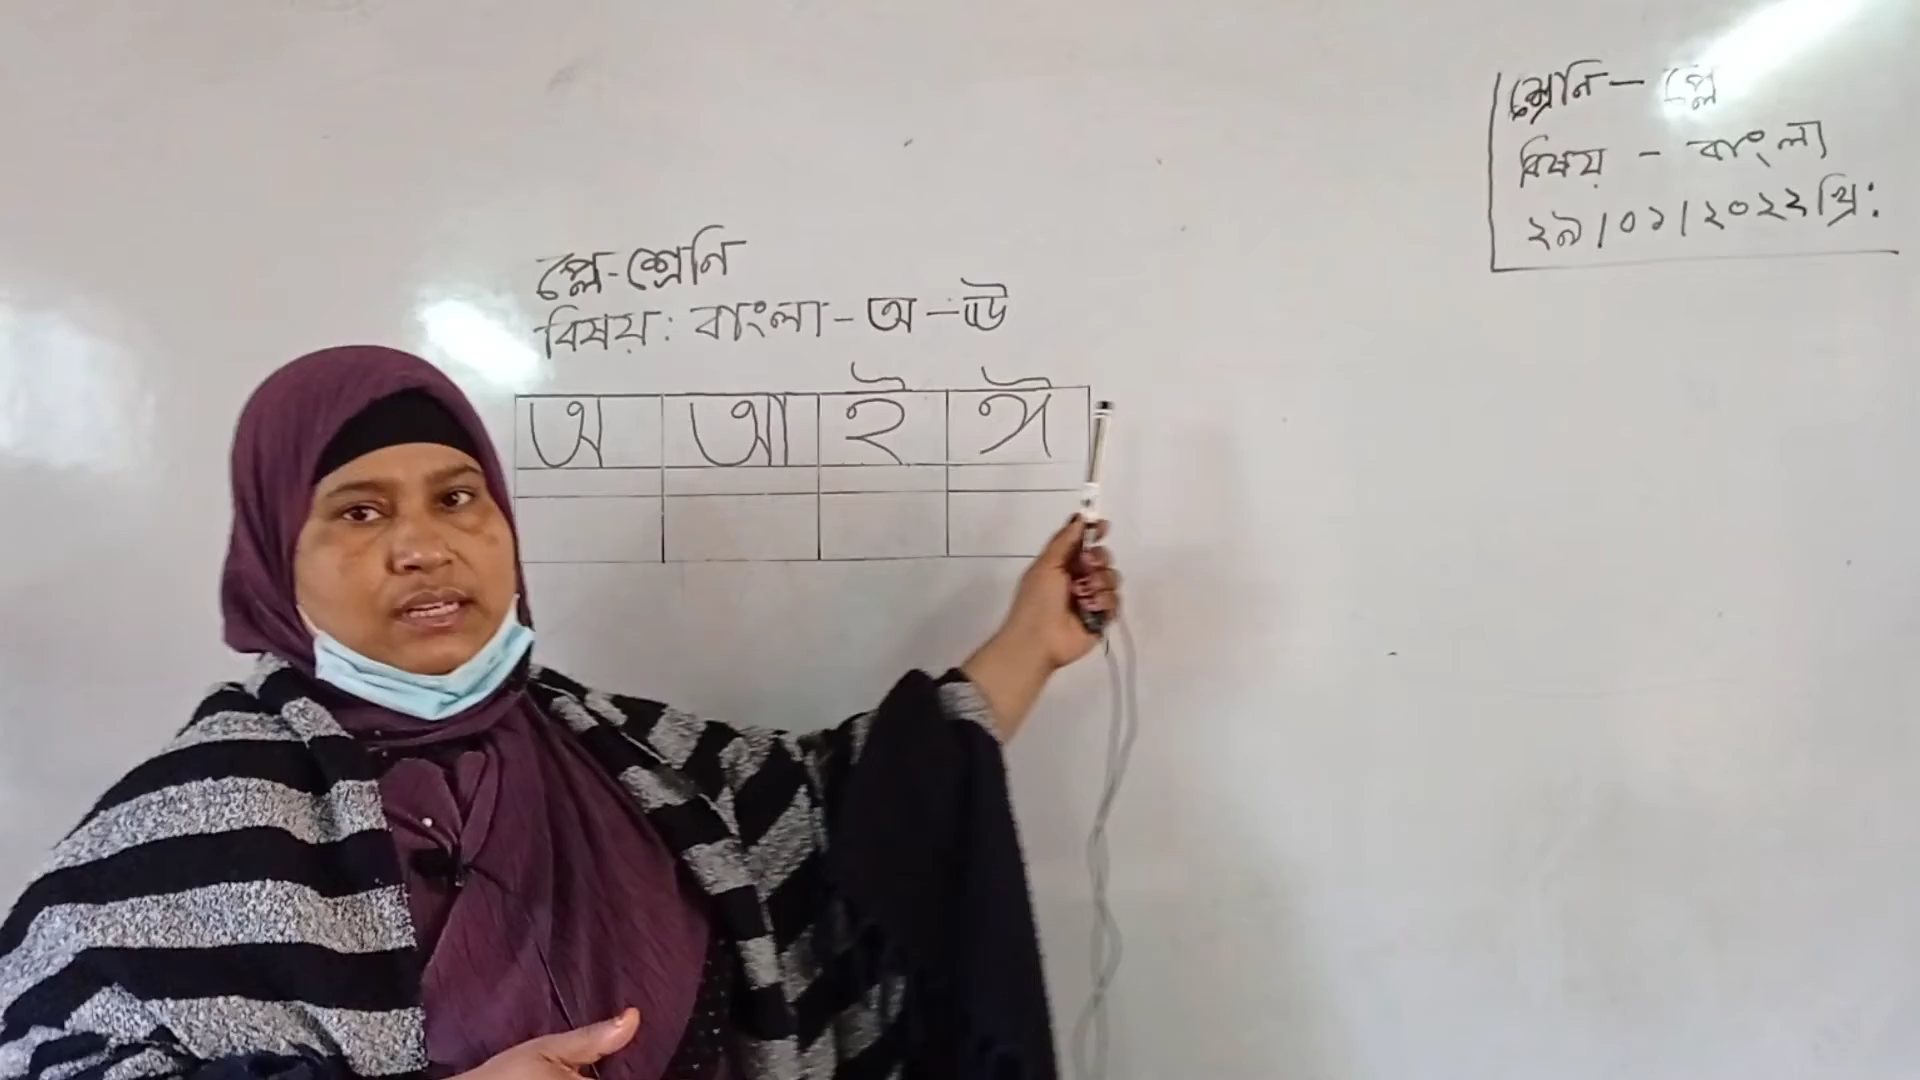 প্লে-শ্রেনি
বিষয়: বাংলা-অ-ঊ
অ আ ই ঈ
শ্রেনি- প্লে
বিষয় - বাংলা
২৯/০১/২০২২খ্রি: